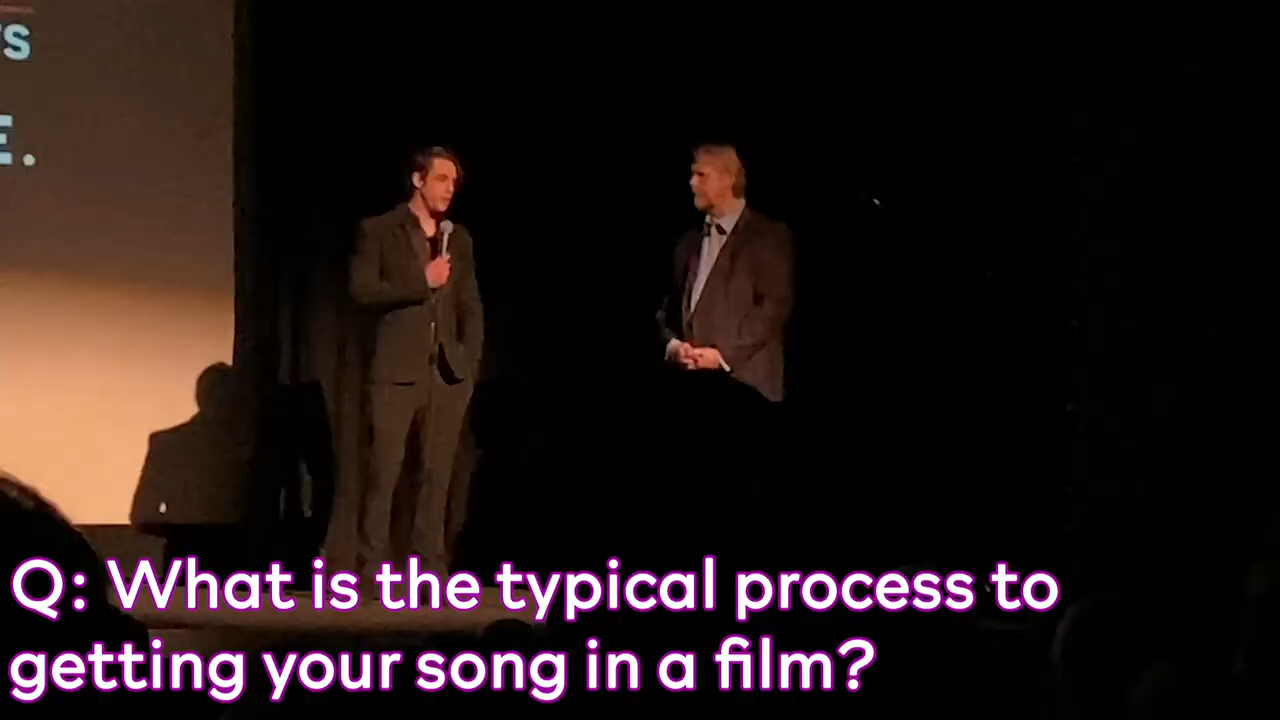 S
E.
Q: What is the typical process to
getting your song in a film?